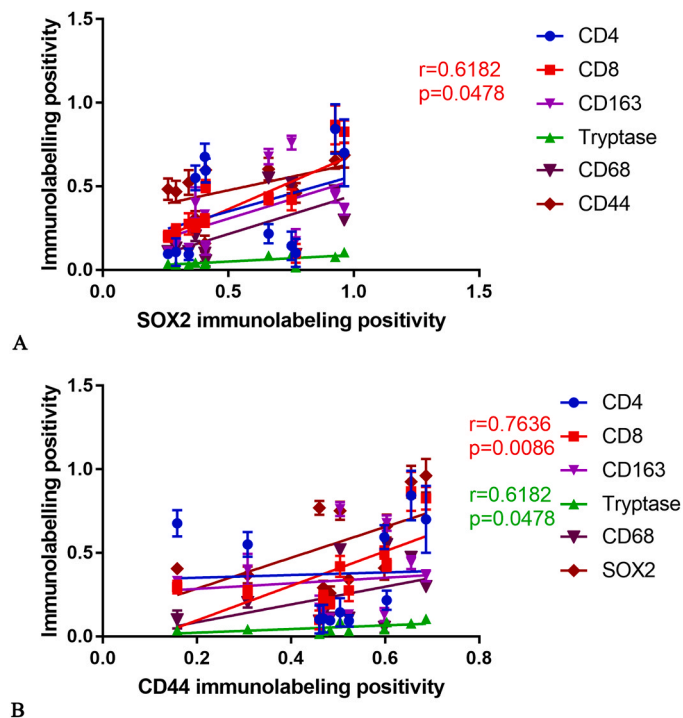 Immunolabelling positivity
1.5
1.0
0.5
0.0
0.0
0.5
1.0
1.5
SOX2 immunolabeling positivity
r=0.6182
p=0.0478
CD4
CD8
CD163
Tryptase
CD68
CD44
A
Immunolabelling positivity
1.5
1.0
0.5
0.0
0.0
0.2
0.4
0.6
0.8
CD44 immunolabeling positivity
r=0.7636
p=0.0086
r=0.6182
p=0.0478
CD4
CD8
CD163
Tryptase
CD68
SOX2
B